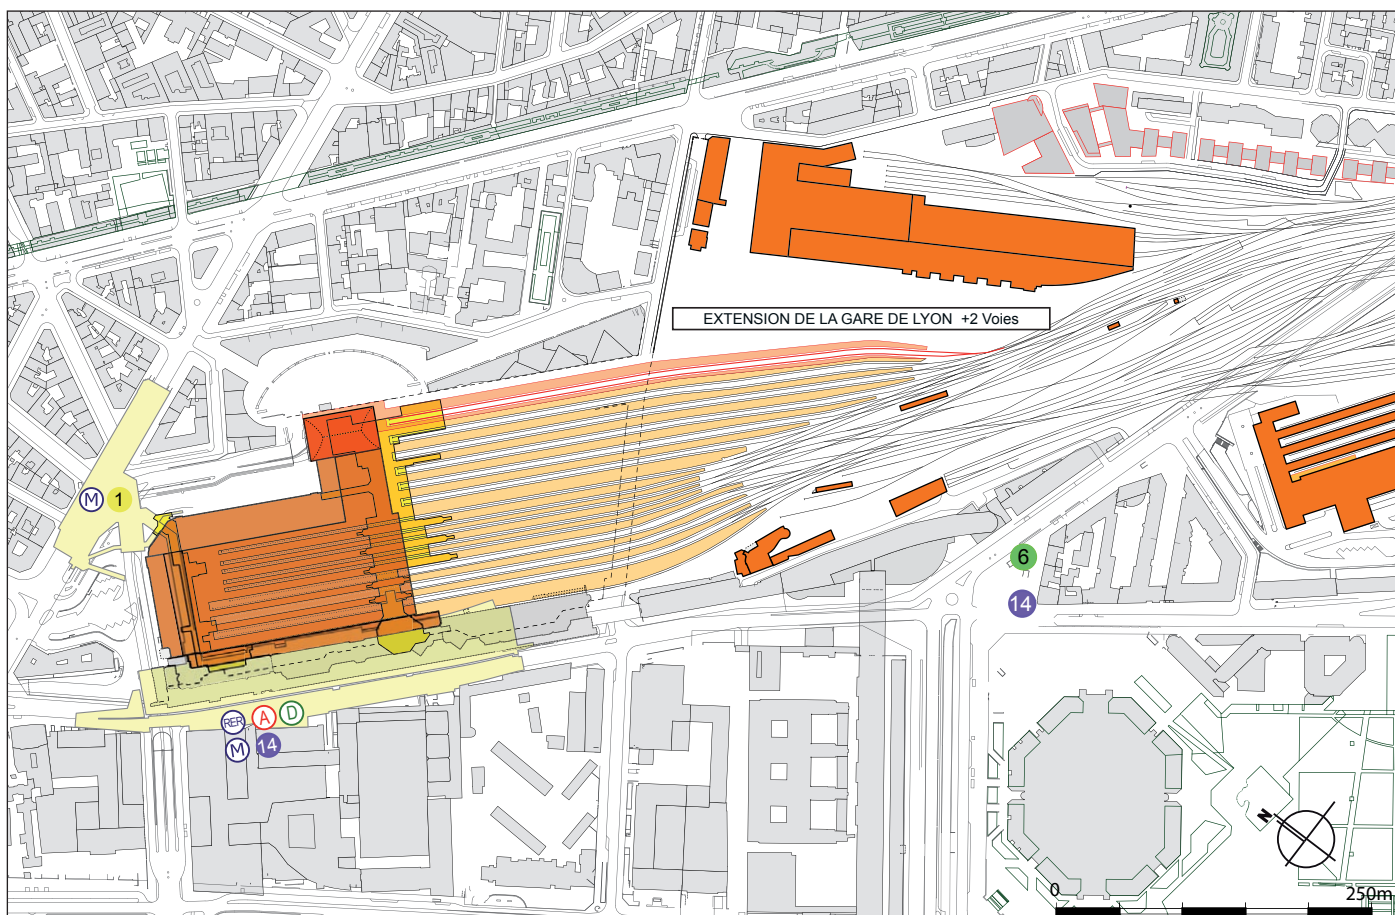 EXTENSION DE LA GARE DE LYON +2 Voies
M 1
6
14
RER A D
M 14
N
0 250m